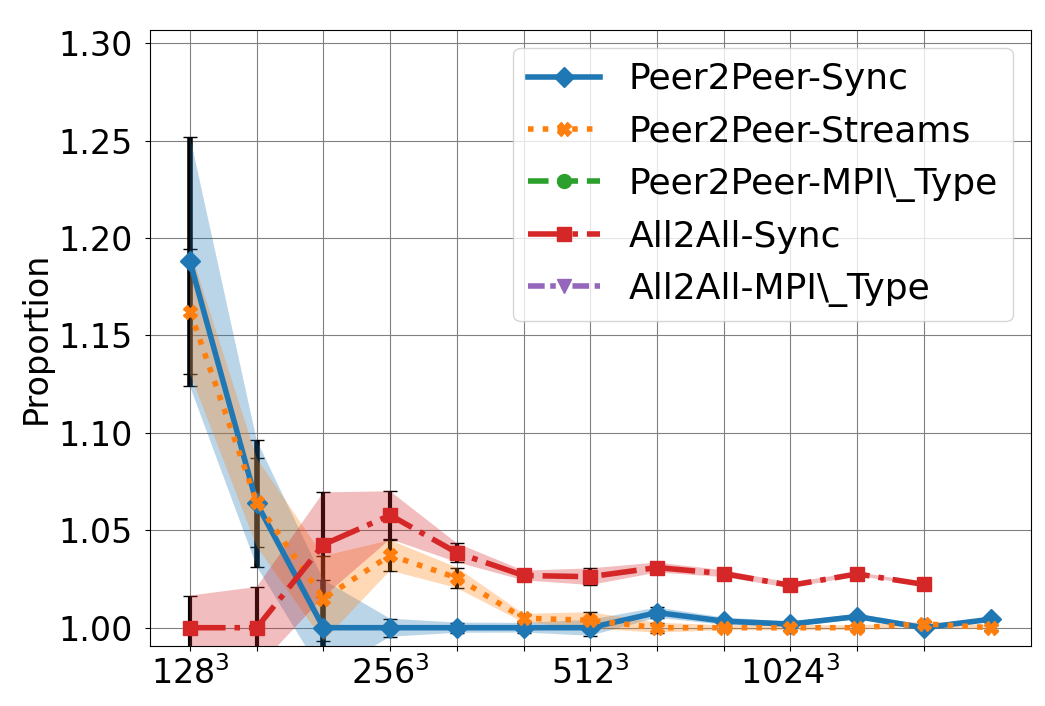 1.30
1.25
1.20
1.15
1.10
1.05
1.00
Proportion
128³
256³
512³
1024³
Peer2Peer-Sync
Peer2Peer-Streams
Peer2Peer-MPI\_Type
All2All-Sync
All2All-MPI\_Type